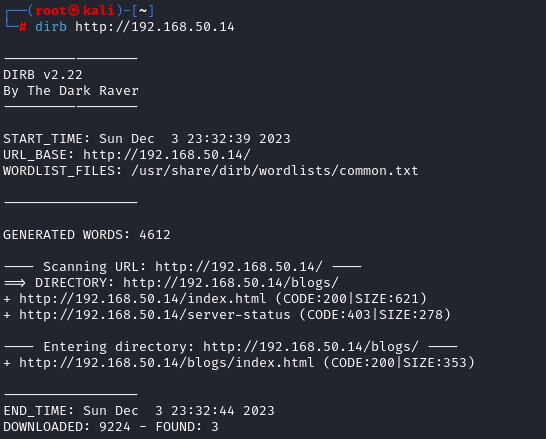 ┌──(root㉿kali)-[~]
└─# dirb http://192.168.50.14
-----------------
DIRB v2.22
By The Dark Raver
-----------------
START_TIME: Sun Dec  3 23:32:39 2023
URL_BASE: http://192.168.50.14/
WORDLIST_FILES: /usr/share/dirb/wordlists/common.txt
-----------------
GENERATED WORDS: 4612
---- Scanning URL: http://192.168.50.14/ ----
==> DIRECTORY: http://192.168.50.14/blogs/
+ http://192.168.50.14/index.html (CODE:200|SIZE:621)
+ http://192.168.50.14/server-status (CODE:403|SIZE:278)
---- Entering directory: http://192.168.50.14/blogs/ ----
+ http://192.168.50.14/blogs/index.html (CODE:200|SIZE:353)
-----------------
END_TIME: Sun Dec  3 23:32:44 2023
DOWNLOADED: 9224 - FOUND: 3